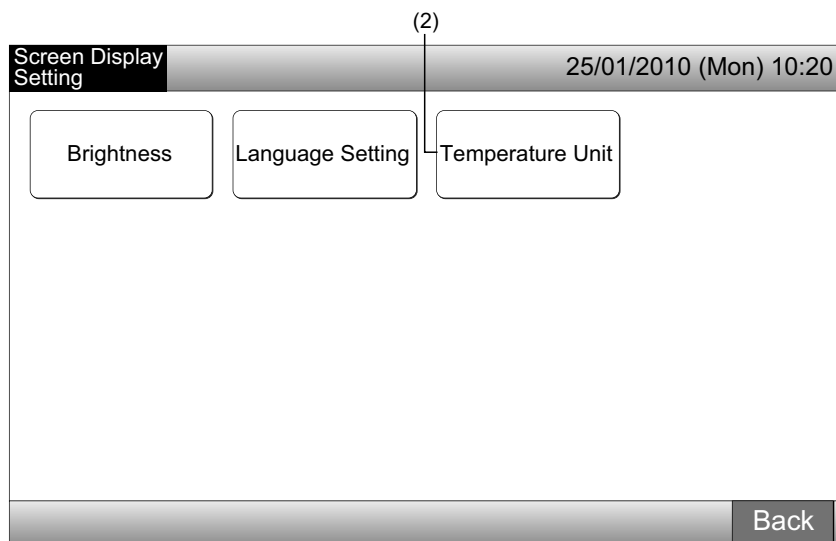 (2)
Screen Display
Setting
25/01/2010 (Mon) 10:20
Brightness
Language Setting
Temperature Unit
Back